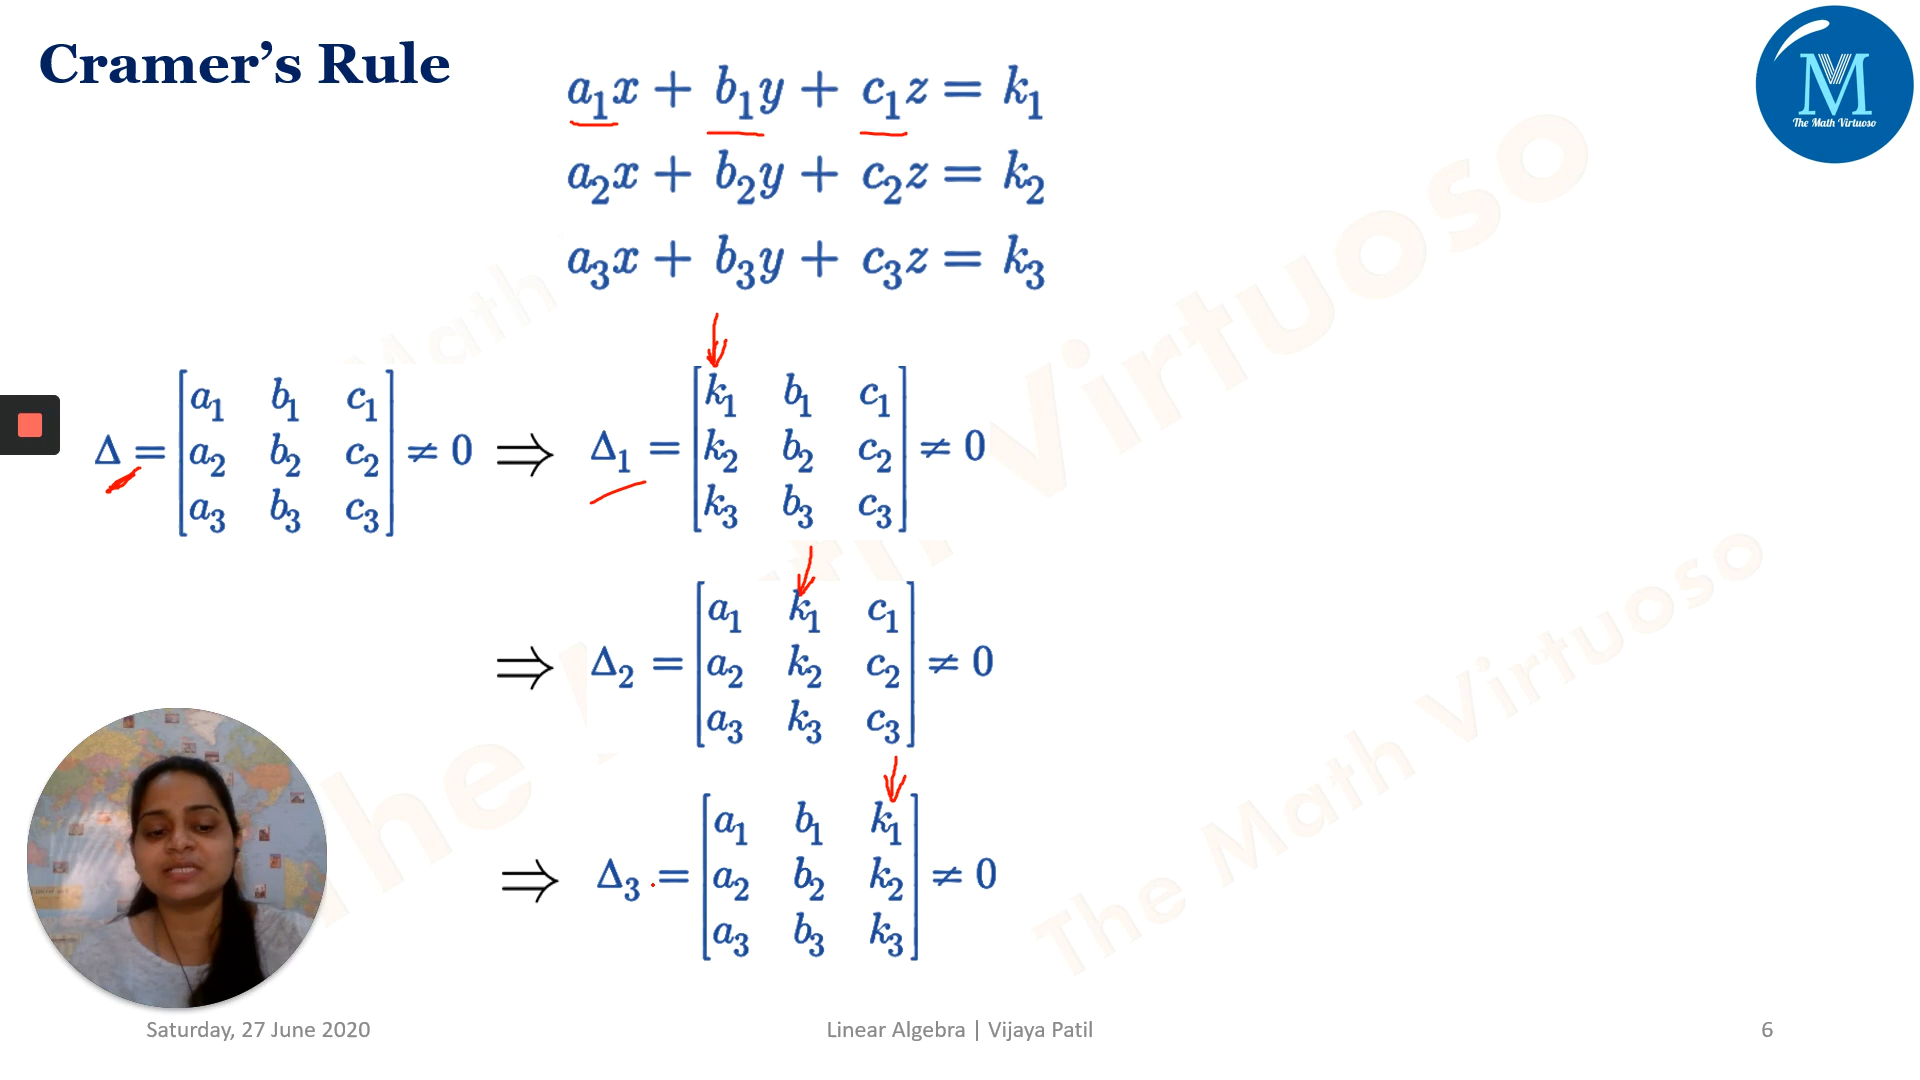 Cramer's Rule
M
The Math Virtuoso
a₁x + b₁y + c₁z = k₁
a₂x + b₂y + c₂z = k₂
a₃x + b₃y + c₃z = k₃
Δ = [a₁ b₁ c₁
a₂ b₂ c₂
a₃ b₃ c₃] ≠ 0
⇒ Δ₁ = [k₁ b₁ c₁
k₂ b₂ c₂
k₃ b₃ c₃] ≠ 0
⇒ Δ₂ = [a₁ k₁ c₁
a₂ k₂ c₂
a₃ k₃ c₃] ≠ 0
⇒ Δ₃ = [a₁ b₁ k₁
a₂ b₂ k₂
a₃ b₃ k₃] ≠ 0
The Math Virtuoso
Saturday, 27 June 2020
Linear Algebra | Vijaya Patil
6